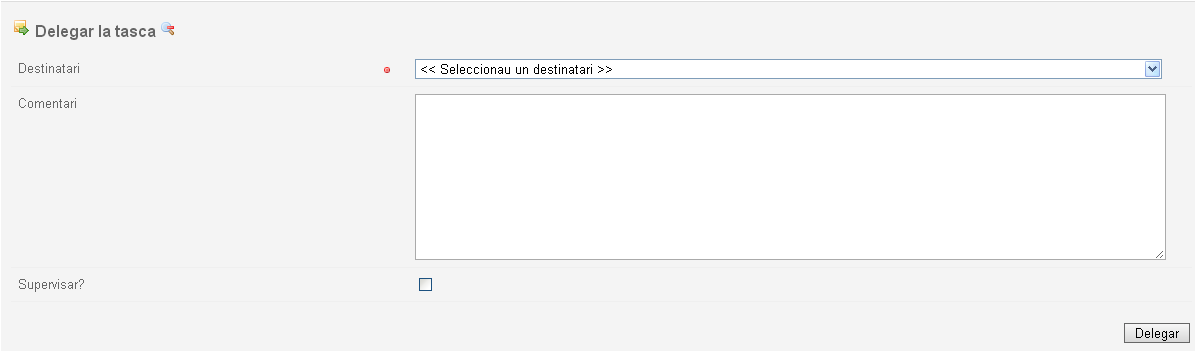 Delegar la tasca
Destinatari
<< Seleccionau un destinatari >>
Comentari
Supervisar?
Delegar